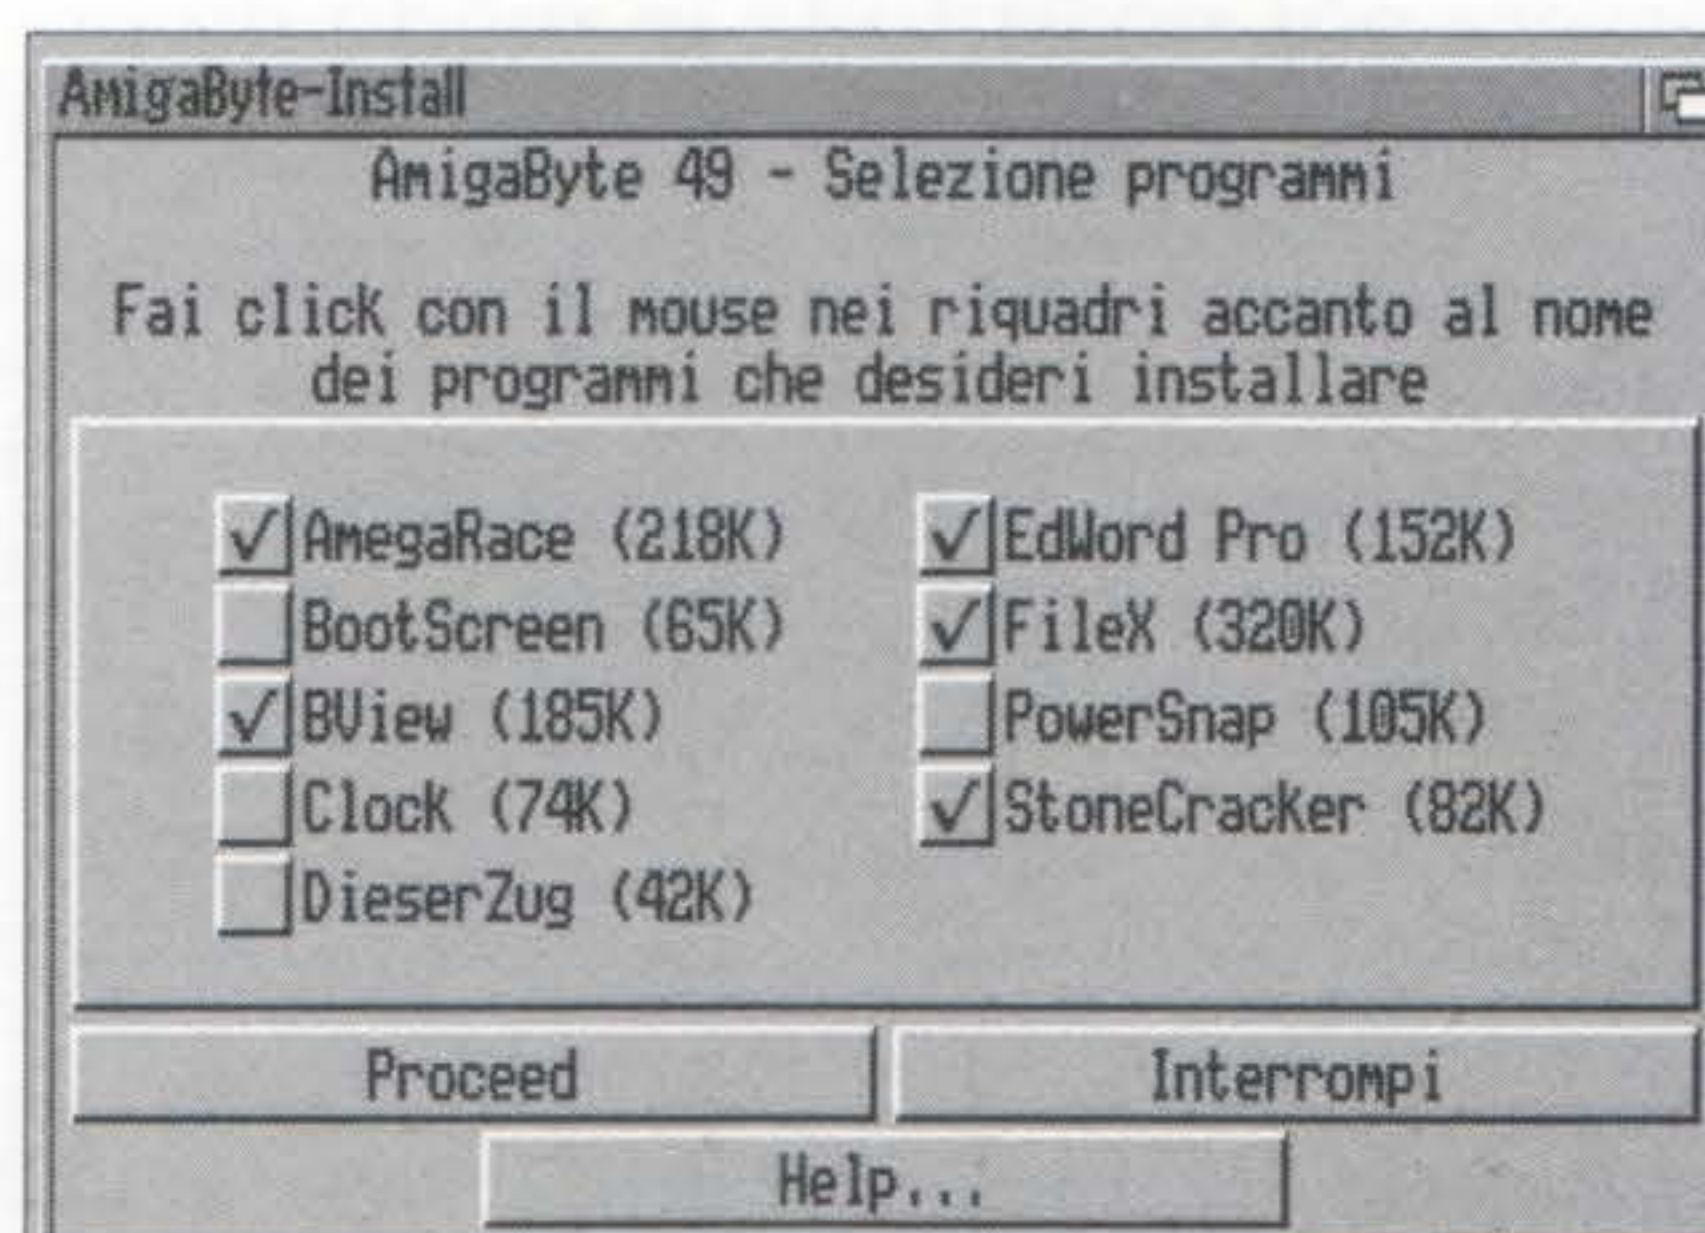 AmigaByte-Install
AmigaByte 49 - Selezione programmi
Fai click con il mouse nei riquadri accanto al nome
dei programmi che desideri installare
AmegaRace (218K)
BootScreen (65K)
BView (185K)
Clock (74K)
DieserZug (42K)
EdWord Pro (152K)
FileX (320K)
PowerSnap (105K)
StoneCracker (82K)
Proceed
Interrompi
Help...